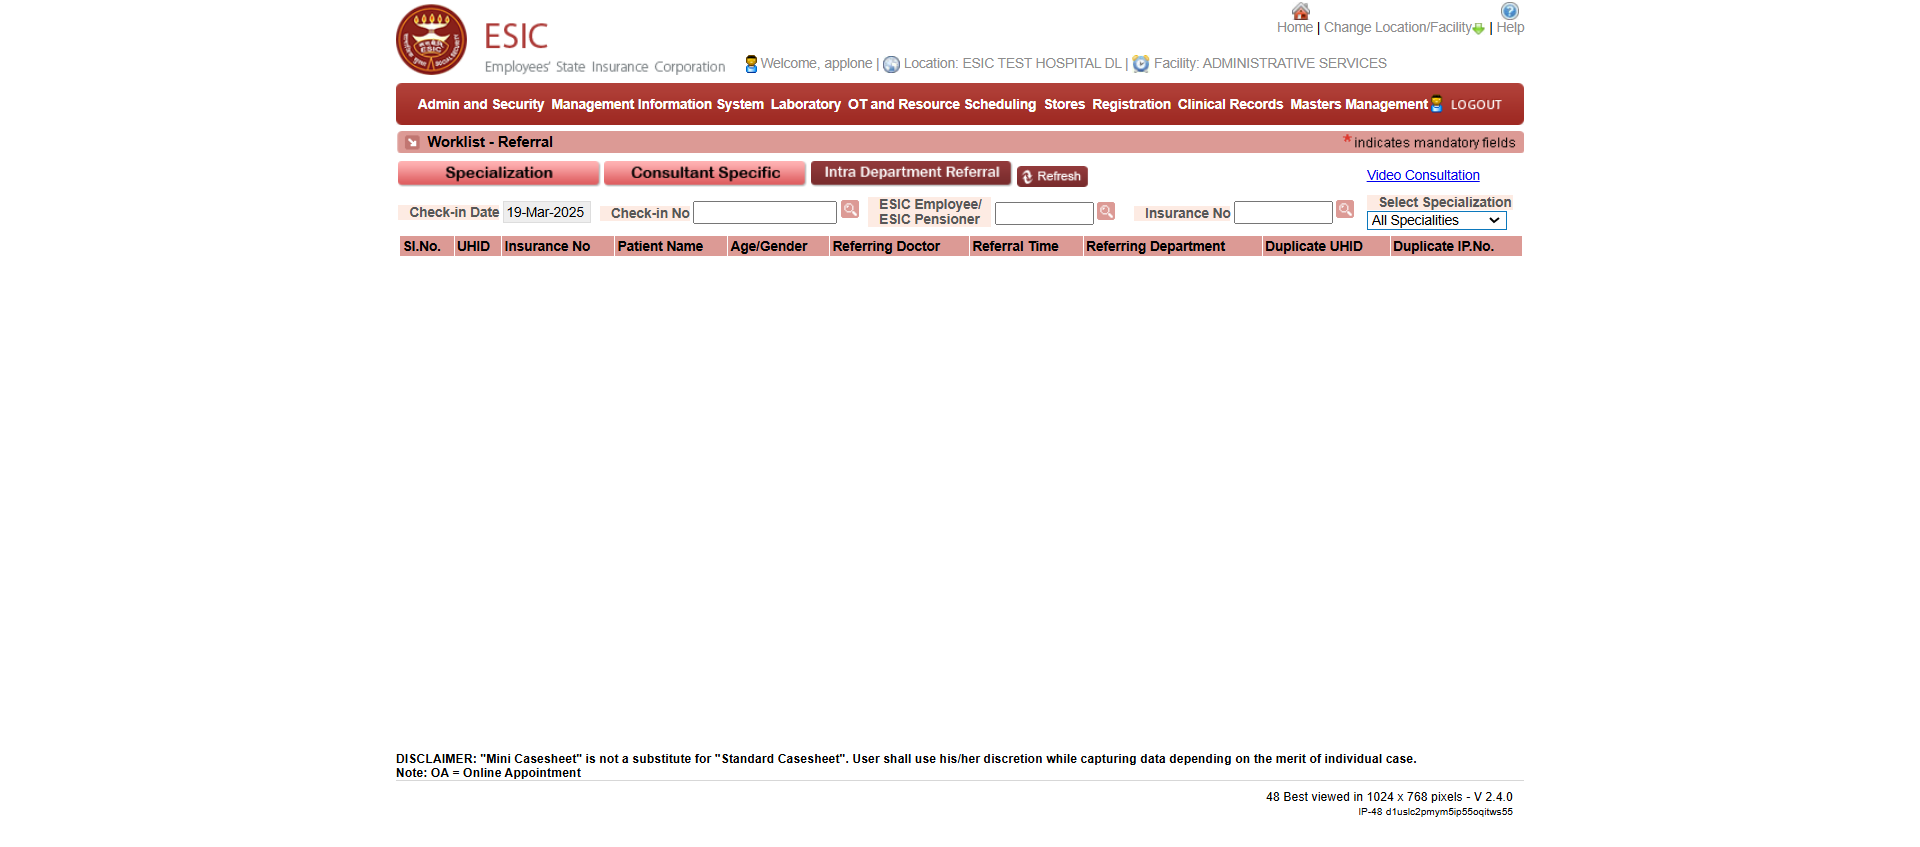 Home | Change Location/Facility | Help
ESIC
Employees' State Insurance Corporation
Welcome, applone | Location: ESIC TEST HOSPITAL DL | Facility: ADMINISTRATIVE SERVICES
Admin and Security Management Information System Laboratory OT and Resource Scheduling Stores Registration Clinical Records Masters Management LOGOUT
Worklist - Referral
* indicates mandatory fields
Specialization Consultant Specific Intra Department Referral Refresh
Video Consultation
Check-in Date 19-Mar-2025 Check-in No
ESIC Employee/
ESIC Pensioner
Insurance No
Select Specialization
All Specialities
Sl.No. UHID Insurance No Patient Name Age/Gender Referring Doctor Referral Time Referring Department Duplicate UHID Duplicate IP.No.
DISCLAIMER: "Mini Casesheet" is not a substitute for "Standard Casesheet". User shall use his/her discretion while capturing data depending on the merit of individual case.
Note: OA = Online Appointment
48 Best viewed in 1024 x 768 pixels - V 2.4.0